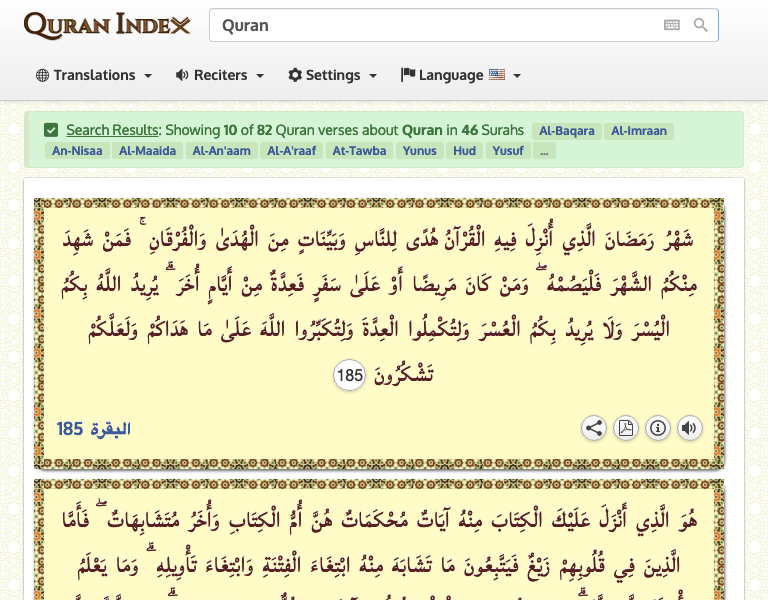 QURAN INDEX
Quran
Translations
Reciters
Settings
Language
Search Results: Showing 10 of 82 Quran verses about Quran in 46 Surahs Al-Baqara Al-Imraan
An-Nisaa Al-Maaida Al-An'aam Al-A'raaf At-Tawba Yunus Hud Yusuf ...
شَهْرُ رَمَضَانَ الَّذِي أُنْزِلَ فِيهِ الْقُرْآنُ هُدًى لِلنَّاسِ وَبَيِّنَاتٍ مِنَ الْهُدَىٰ وَالْفُرْقَانِ ۚ فَمَنْ شَهِدَ
مِنْكُمُ الشَّهْرَ فَلْيَصُمْهُ ۖ وَمَنْ كَانَ مَرِيضًا أَوْ عَلَىٰ سَفَرٍ فَعِدَّةٌ مِنْ أَيَّامٍ أُخَرَ ۗ يُرِيدُ اللَّهُ بِكُمُ
الْيُسْرَ وَلَا يُرِيدُ بِكُمُ الْعُسْرَ وَلِتُكْمِلُوا الْعِدَّةَ وَلِتُكَبِّرُوا اللَّهَ عَلَىٰ مَا هَدَاكُمْ وَلَعَلَّكُمْ
تَشْكُرُونَ 185
البقرة 185
هُوَ الَّذِي أَنْزَلَ عَلَيْكَ الْكِتَابَ مِنْهُ آيَاتٌ مُحْكَمَاتٌ هُنَّ أُمُّ الْكِتَابِ وَأُخَرُ مُتَشَابِهَاتٌ ۖ فَأَمَّا
الَّذِينَ فِي قُلُوبِهِمْ زَيْغٌ فَيَتَّبِعُونَ مَا تَشَابَهَ مِنْهُ ابْتِغَاءَ الْفِتْنَةِ وَابْتِغَاءَ تَأْوِيلِهِ ۗ وَمَا يَعْلَمُ